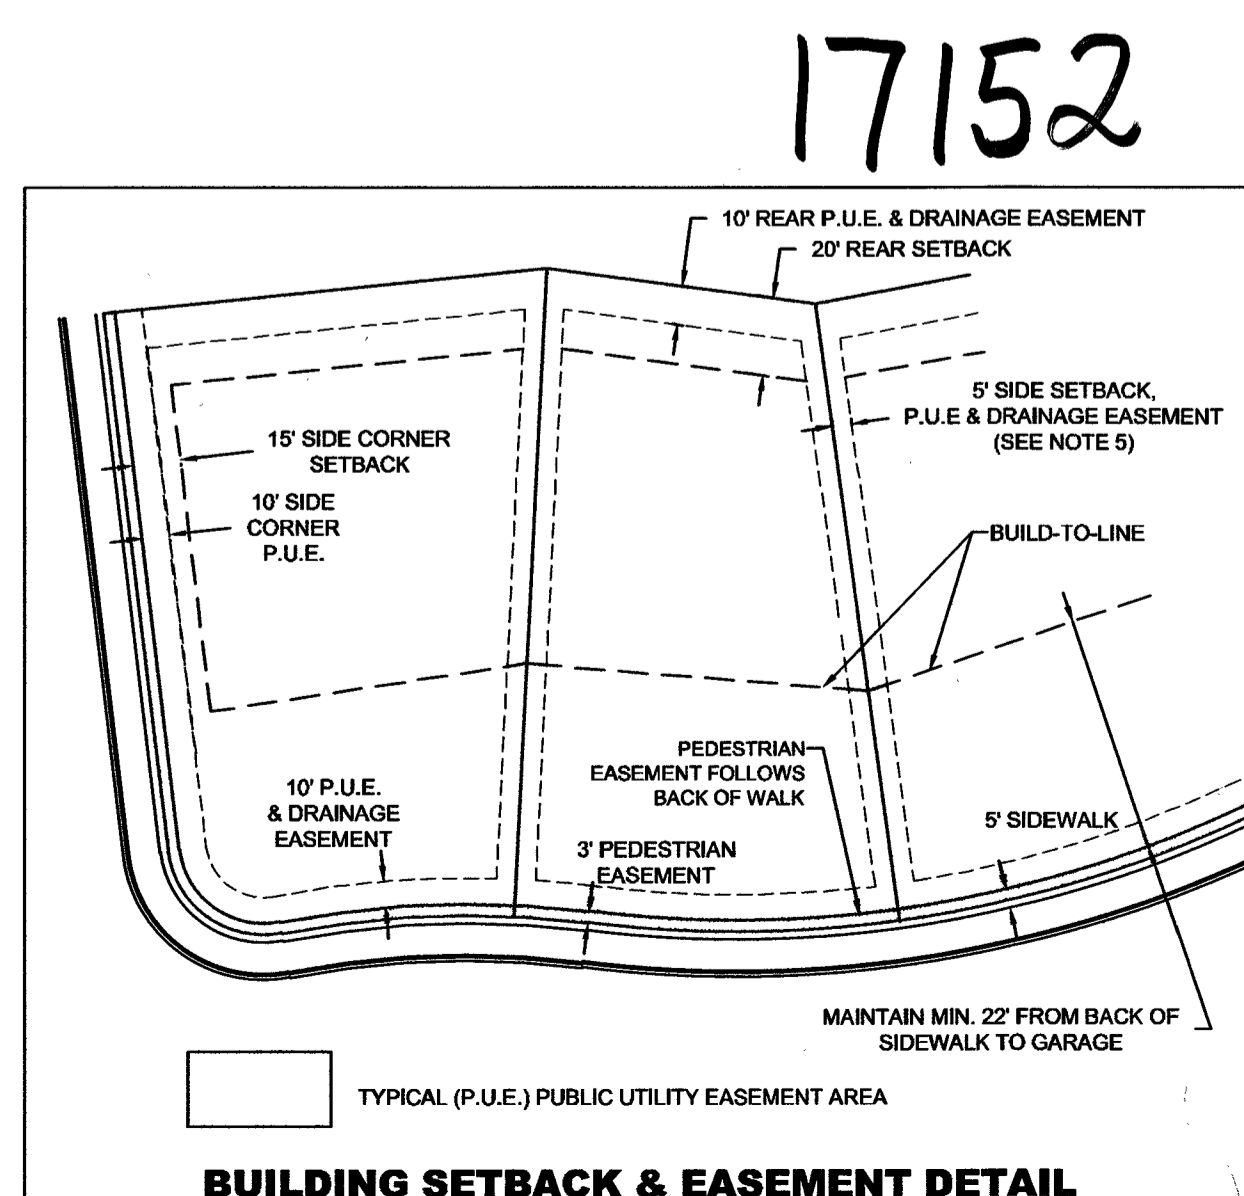 17152
10' REAR P.U.E. & DRAINAGE EASEMENT
20' REAR SETBACK
5' SIDE SETBACK,
P.U.E & DRAINAGE EASEMENT
(SEE NOTE 5)
15' SIDE CORNER
SETBACK
10' SIDE
CORNER
P.U.E.
BUILD-TO-LINE
PEDESTRIAN
EASEMENT FOLLOWS
BACK OF WALK
10' P.U.E.
& DRAINAGE
EASEMENT
3' PEDESTRIAN
EASEMENT
5' SIDEWALK
MAINTAIN MIN. 22' FROM BACK OF
SIDEWALK TO GARAGE
TYPICAL (P.U.E.) PUBLIC UTILITY EASEMENT AREA
BUILDING SETBACK & EASEMENT DETAIL